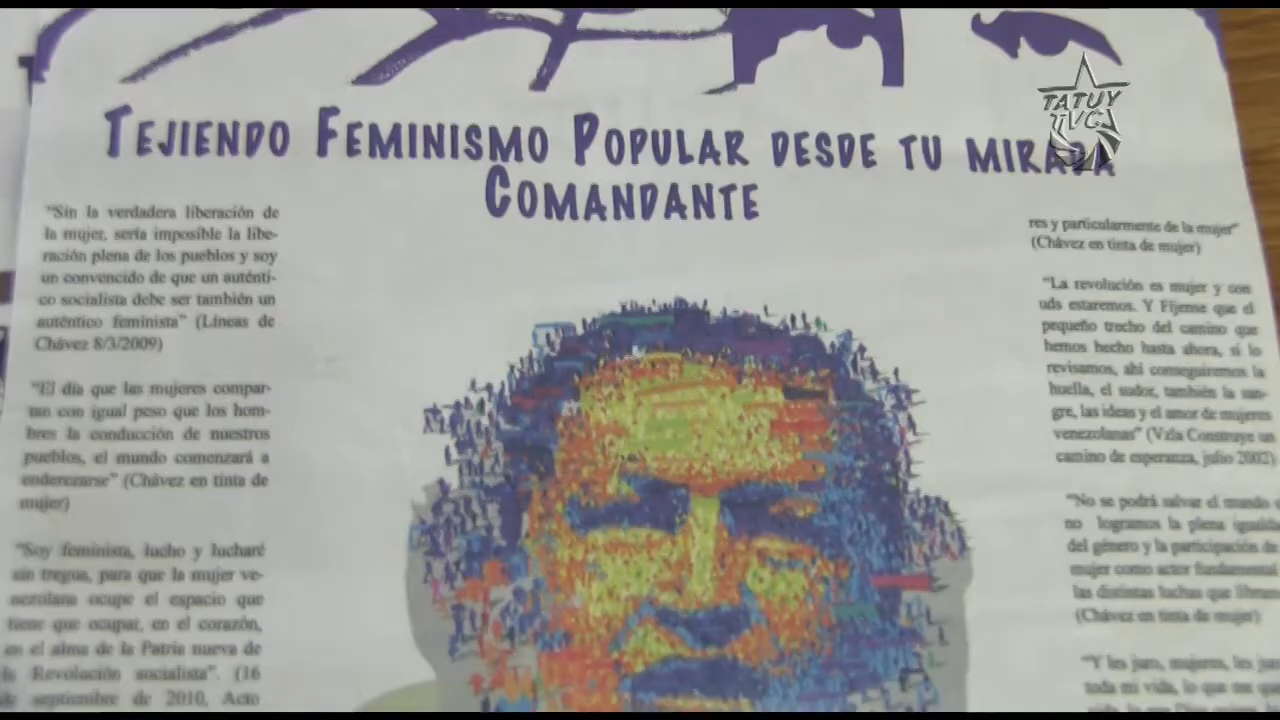 TATUY
TVC
TEJIENDO FEMINISMO POPULAR DESDE TU MIRADA
COMANDANTE
"Sin la verdadera liberación de
la mujer, sería imposible la libe-
ración plena de los pueblos y soy
un convencido de que un auténti-
co socialista debe ser también un
auténtico feminista" (Líneas de
Chávez 8/3/2009)
"El día que las mujeres compar-
tan con igual peso que los hom-
bres la conducción de nuestros
pueblos, el mundo comenzará a
enderezarse" (Chávez en tinta de
mujer)
"Soy feminista, lucho y lucharé
sin tregua, para que la mujer ve-
nezolana ocupe el espacio que
tiene que ocupar, en el corazón,
en el alma de la Patria nueva de
la Revolución socialista". (16
de septiembre de 2010, Acto
res y particularmente de la mujer"
(Chávez en tinta de mujer)
"La revolución es mujer y con
uds estaremos. Y Fíjense que el
pequeño trecho del camino que
hemos hecho hasta ahora, si lo
revisamos, ahí conseguiremos la
huella, el sudor, también la san-
gre, las ideas y el amor de mujeres
venezolanas" (Vzla Construye un
camino de esperanza, julio 2002)
"No se podrá salvar el mundo
no logramos la plena igualda
del género y la participación de
mujer como actor fundamental
las distintas luchas que libram
(Chávez en tinta de mujer)
"Y les juro, mujeres, les jur
toda mi vida, lo que me que